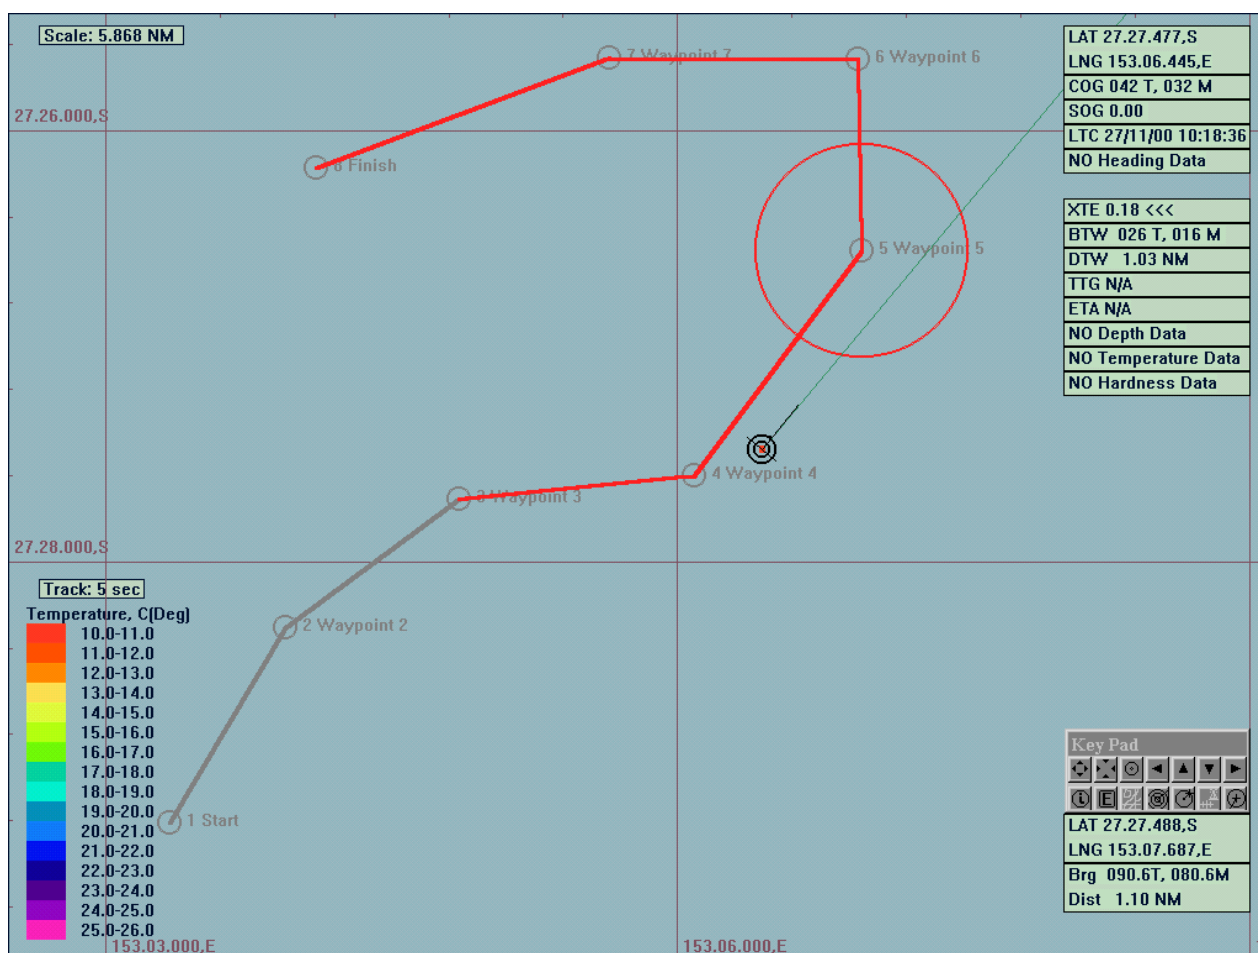 Scale: 5.868 NM
7 Waypoint 7
6 Waypoint 6
27.26.000,S
8 Finish
5 Waypoint 5
4 Waypoint 4
3 Waypoint 3
27.28.000,S
2 Waypoint 2
1 Start
LAT 27.27.477,S
LNG 153.06.445,E
COG 042 T, 032 M
SOG 0.00
LTC 27/11/00 10:18:36
NO Heading Data
XTE 0.18 <<<
BTW 026 T, 016 M
DTW 1.03 NM
TTG N/A
ETA N/A
NO Depth Data
NO Temperature Data
NO Hardness Data
Track: 5 sec
Temperature, C(Deg)
10.0-11.0
11.0-12.0
12.0-13.0
13.0-14.0
14.0-15.0
15.0-16.0
16.0-17.0
17.0-18.0
18.0-19.0
19.0-20.0
20.0-21.0
21.0-22.0
22.0-23.0
23.0-24.0
24.0-25.0
25.0-26.0
153.03.000,E
153.06.000,E
Key Pad
i E
LAT 27.27.488,S
LNG 153.07.687,E
Brg 090.6T, 080.6M
Dist 1.10 NM